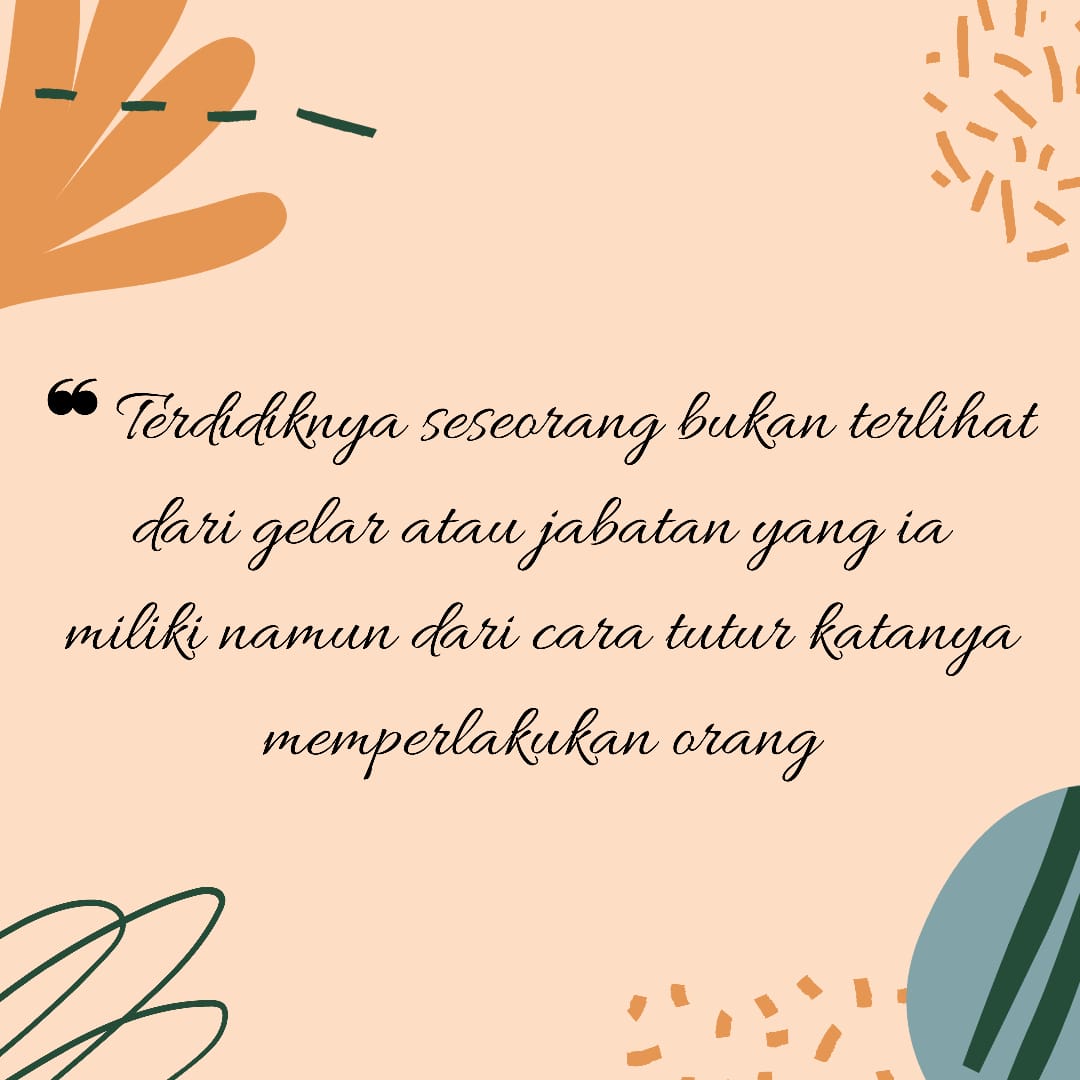 ❝ Terdidiknya seseorang bukan terlihat
dari gelar atau jabatan yang ia
miliki namun dari cara tutur katanya
memperlakukan orang